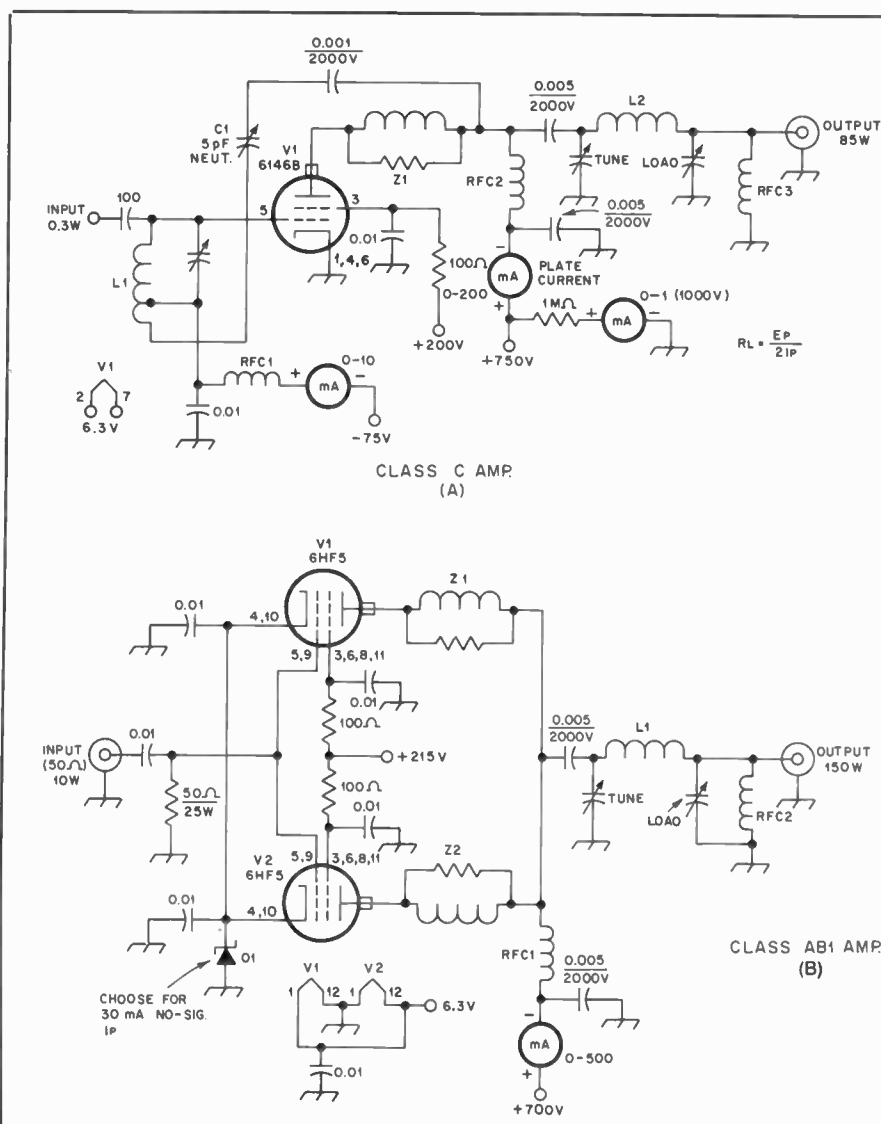 0.001
2000V
C1
5pF
NEUT.
V1
6146B
Z1
0.005
2000V
L2
OUTPUT
85W
TUNE
LOAD
RFC2
RFC3
INPUT
0.3W
100
5
3
0.01
1,4,6
0.005
2000V
L1
100Ω
0-200
mA
PLATE
CURRENT
+
-
1MΩ
+
mA
-
0-1 (1000V)
+200V
+750V
RL = EP
2IP
V1
2
7
6.3V
RFC1
+
0-10
mA
-
0.01
-75V
CLASS C AMP.
(A)
V1
6HF5
Z1
0.01
4,10
5,9
3,6,8,11
0.01
100Ω
INPUT
(50Ω)
10W
0.01
+215V
50Ω
25W
100Ω
0.01
0.005
2000V
L1
OUTPUT
150W
TUNE
LOAD
RFC2
V2
6HF5
5,9
3,6,8,11
Z2
0.01
4,10
D1
CHOOSE FOR
30 mA NO-SIG.
IP
V1
V2
1
12
1
12
6.3V
0.01
RFC1
0.005
2000V
-
mA
0-500
+
+700V
CLASS AB1 AMP.
(B)